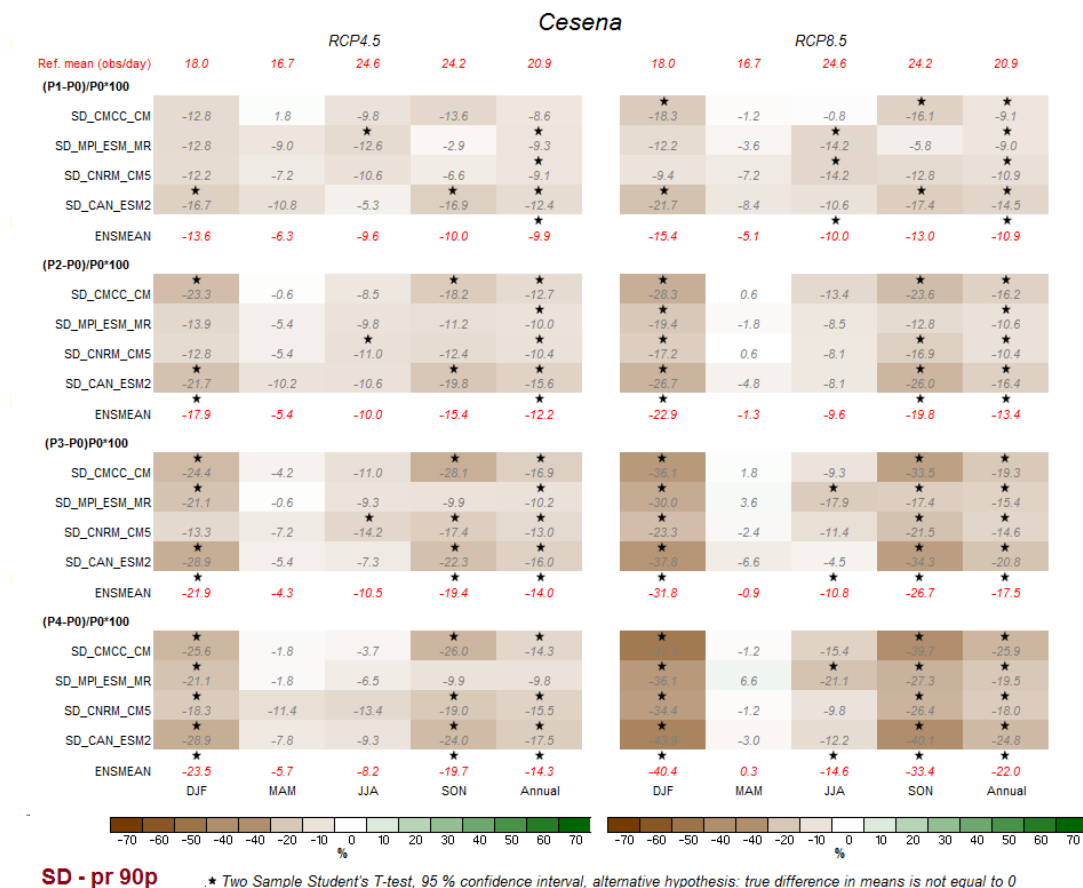 Cesena
RCP4.5 RCP8.5
Ref. mean (obs/day) 18.0 16.7 24.6 24.2 20.9 18.0 16.7 24.6 24.2 20.9
(P1-P0)/P0*100
SD_CMCC_CM -12.8 1.8 -9.8 -13.6 -8.6 -18.3 -1.2 -0.8 -16.1 -9.1
SD_MPI_ESM_MR -12.8 -9.0 -12.6 -2.9 -9.3 -12.2 -3.6 -14.2 -5.8 -9.0
SD_CNRM_CM5 -12.2 -7.2 -10.6 -6.6 -9.1 -9.4 -7.2 -14.2 -12.8 -10.9
SD_CAN_ESM2 -16.7 -10.8 -5.3 -16.9 -12.4 -21.7 -8.4 -10.6 -17.4 -14.5
ENSMEAN -13.6 -6.3 -9.6 -10.0 -9.9 -15.4 -5.1 -10.0 -13.0 -10.9
(P2-P0)/P0*100
SD_CMCC_CM -23.3 -0.6 -8.5 -18.2 -12.7 -28.3 0.6 -13.4 -23.6 -16.2
SD_MPI_ESM_MR -13.9 -5.4 -9.8 -11.2 -10.0 -19.4 -1.8 -8.5 -12.8 -10.6
SD_CNRM_CM5 -12.8 -5.4 -11.0 -12.4 -10.4 -17.2 0.6 -8.1 -16.9 -10.4
SD_CAN_ESM2 -21.7 -10.2 -10.6 -19.8 -15.6 -26.7 -4.8 -8.1 -26.0 -16.4
ENSMEAN -17.9 -5.4 -10.0 -15.4 -12.2 -22.9 -1.3 -9.6 -19.8 -13.4
(P3-P0)P0*100
SD_CMCC_CM -24.4 -4.2 -11.0 -28.1 -16.9 -36.1 1.8 -9.3 -33.5 -19.3
SD_MPI_ESM_MR -21.1 -0.6 -9.3 -9.9 -10.2 -30.0 3.6 -17.9 -17.4 -15.4
SD_CNRM_CM5 -13.3 -7.2 -14.2 -17.4 -13.0 -23.3 -2.4 -11.4 -21.5 -14.6
SD_CAN_ESM2 -28.9 -5.4 -7.3 -22.3 -16.0 -37.8 -6.6 -4.5 -34.3 -20.8
ENSMEAN -21.9 -4.3 -10.5 -19.4 -14.0 -31.8 -0.9 -10.8 -26.7 -17.5
(P4-P0)/P0*100
SD_CMCC_CM -25.6 -1.8 -3.7 -26.0 -14.3 -1.2 -15.4 -39.7 -25.9
SD_MPI_ESM_MR -21.1 -1.8 -6.5 -9.9 -9.8 -36.1 6.6 -21.1 -27.3 -19.5
SD_CNRM_CM5 -18.3 -11.4 -13.4 -19.0 -15.5 -34.4 -1.2 -9.8 -26.4 -18.0
SD_CAN_ESM2 -28.9 -7.8 -9.3 -24.0 -17.5 -3.0 -12.2 -40.1 -24.8
ENSMEAN -23.5 -5.7 -8.2 -19.7 -14.3 -40.4 0.3 -14.6 -33.4 -22.0
DJF MAM JJA SON Annual DJF MAM JJA SON Annual
-70 -60 -50 -40 -30 -20 -10 0 10 20 30 40 50 60 70 -70 -60 -50 -40 -30 -20 -10 0 10 20 30 40 50 60 70
% %
SD - pr 90p .★ Two Sample Student's T-test, 95 % confidence interval, alternative hypothesis: true difference in means is not equal to 0